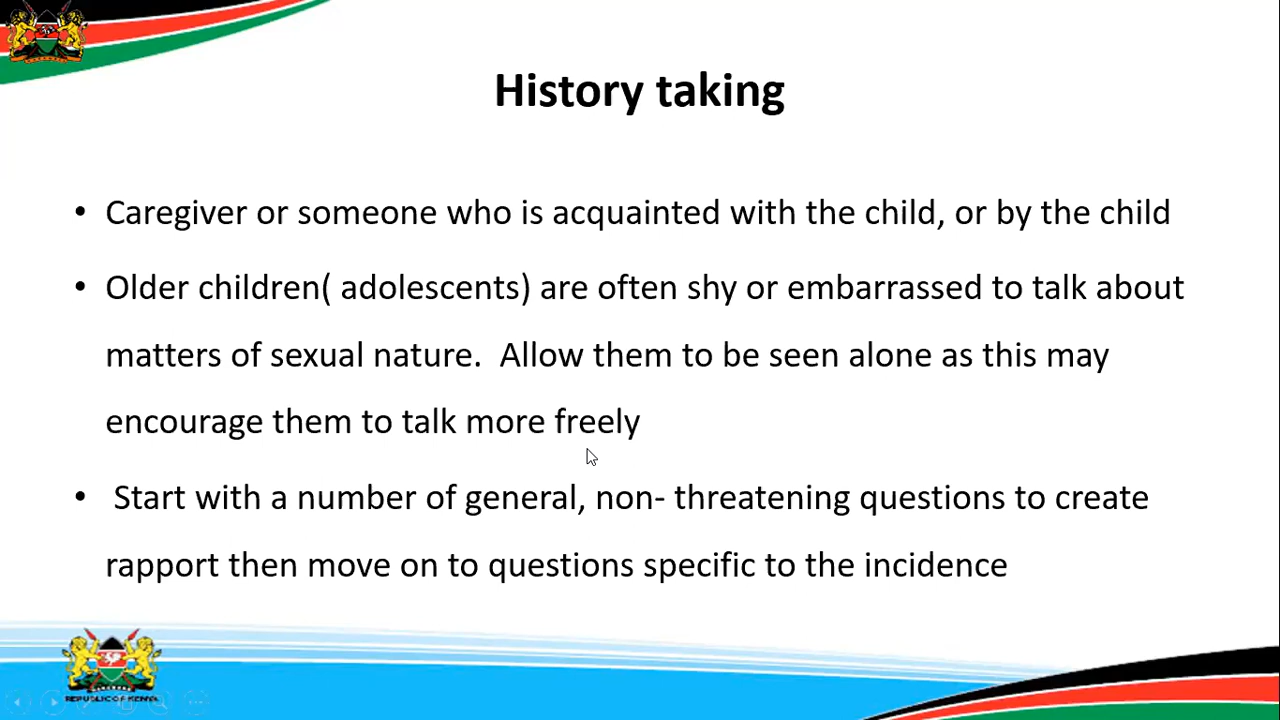 History taking
• Caregiver or someone who is acquainted with the child, or by the child
• Older children( adolescents) are often shy or embarrassed to talk about
matters of sexual nature.  Allow them to be seen alone as this may
encourage them to talk more freely
•  Start with a number of general, non- threatening questions to create
rapport then move on to questions specific to the incidence
REPUBLIC OF KENYA